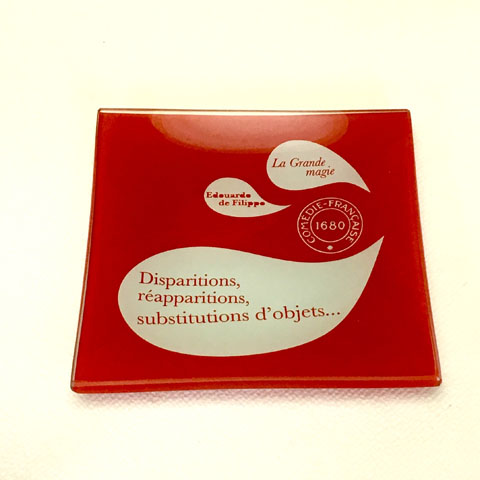 La Grande
magie
Edouardo
de Filippo
COMÉDIE-FRANÇAISE
1680
Disparitions,
réapparitions,
substitutions d'objets...